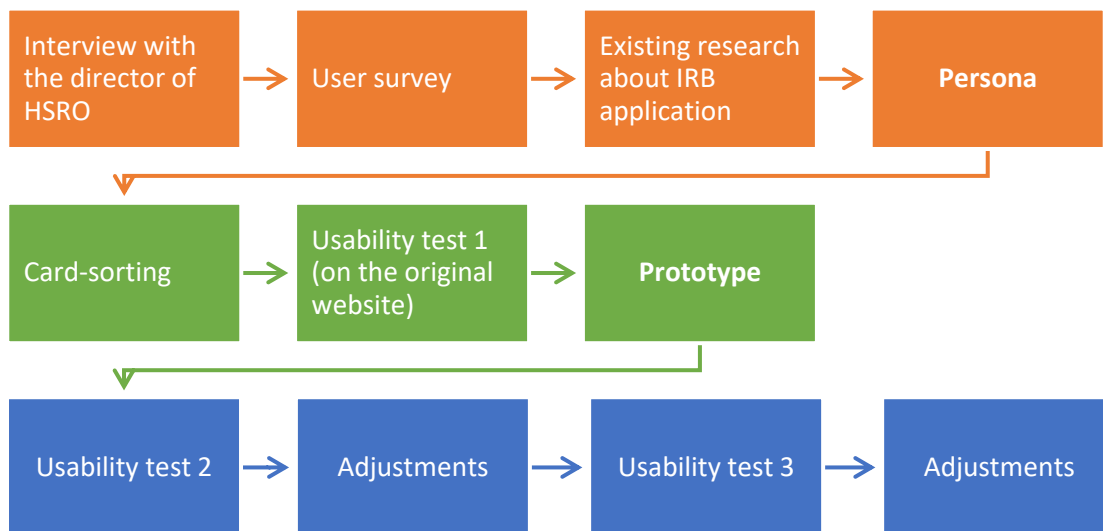 Interview with
the director of
HSRO
User survey
Existing research
about IRB
application
Persona
Card-sorting
Usability test 1
(on the original
website)
Prototype
Usability test 2
Adjustments
Usability test 3
Adjustments